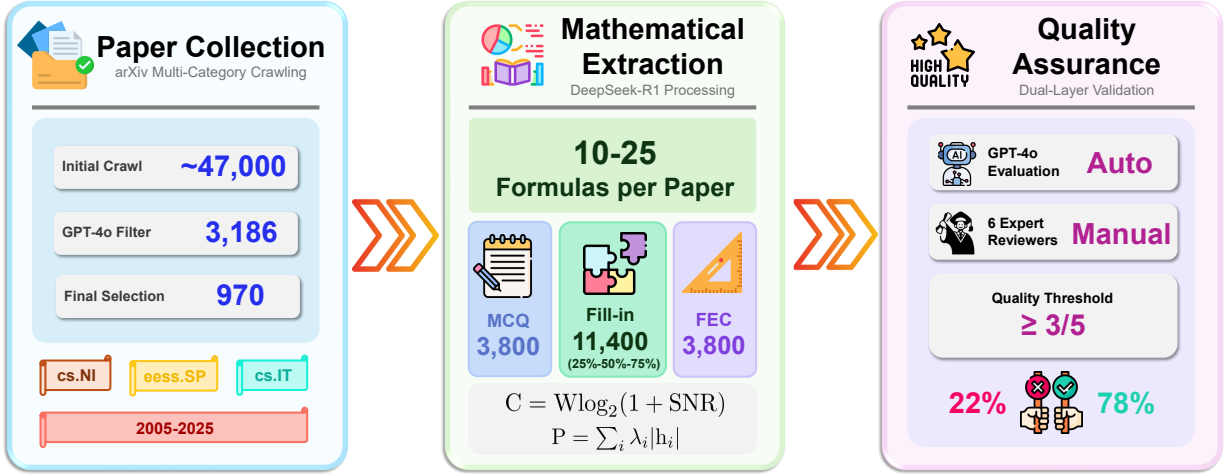 Paper Collection
arXiv Multi-Category Crawling
Initial Crawl ~47,000
GPT-4o Filter 3,186
Final Selection 970
cs.NI eess.SP cs.IT
2005-2025
Mathematical
Extraction
DeepSeek-R1 Processing
10-25
Formulas per Paper
MCQ
3,800
Fill-in
11,400
(25%-50%-75%)
FEC
3,800
C = Wlog₂(1 + SNR)
P = ∑ᵢ λᵢ|hᵢ|
HIGH
QUALITY
Quality
Assurance
Dual-Layer Validation
AI
GPT-4o
Evaluation
Auto
6 Expert
Reviewers
Manual
Quality Threshold
≥ 3/5
22% 78%